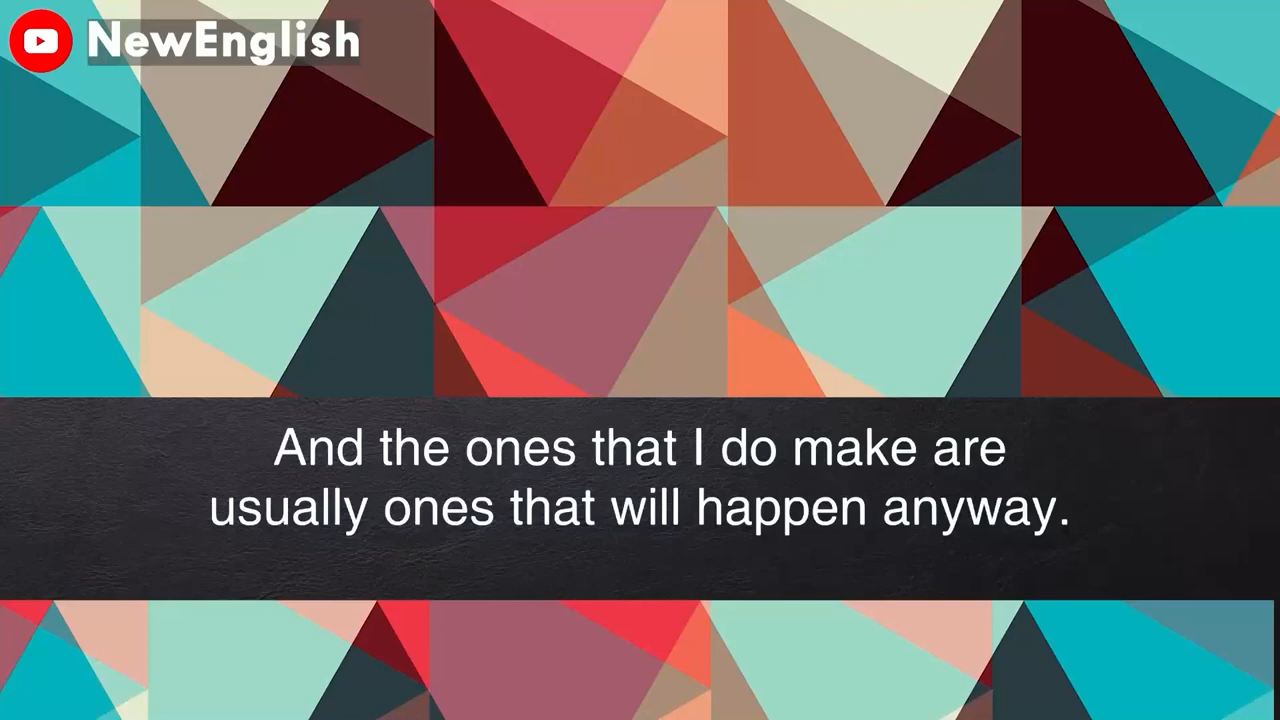 NewEnglish
And the ones that I do make are
usually ones that will happen anyway.